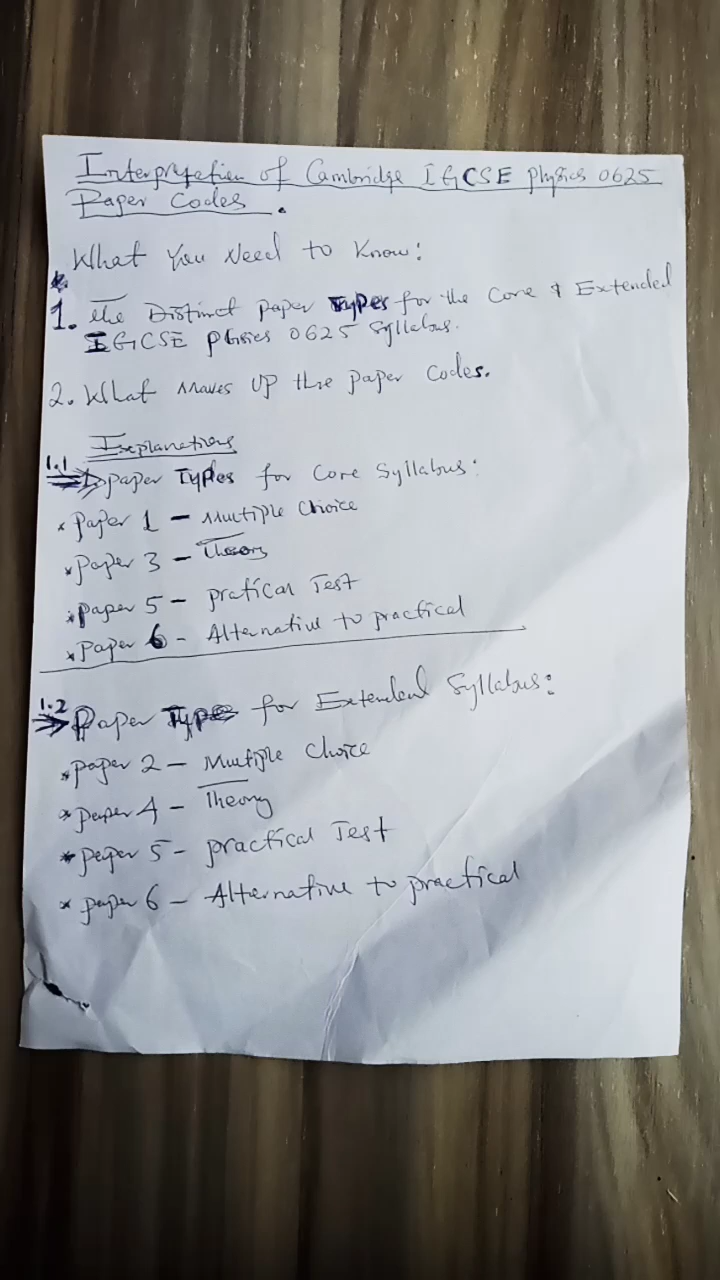 Interpretation of Cambridge IGCSE Physics 0625
Paper Codes.
What You Need to Know:
1. The Distinct paper Types for the Core & Extended
IGCSE Physics 0625 Syllabus.
2. What makes up the paper Codes.
Explanations
1.1
Paper Types for Core Syllabus:
* Paper 1 - Multiple Choice
* Paper 3 - Theory
* paper 5 - pratical Test
* Paper 6 - Alternative to practical
1.2
Paper Type for Extended Syllabus:
* paper 2 - Multiple Choice
* paper 4 - Theory
* paper 5 - practical Test
* paper 6 - Alternative to practical